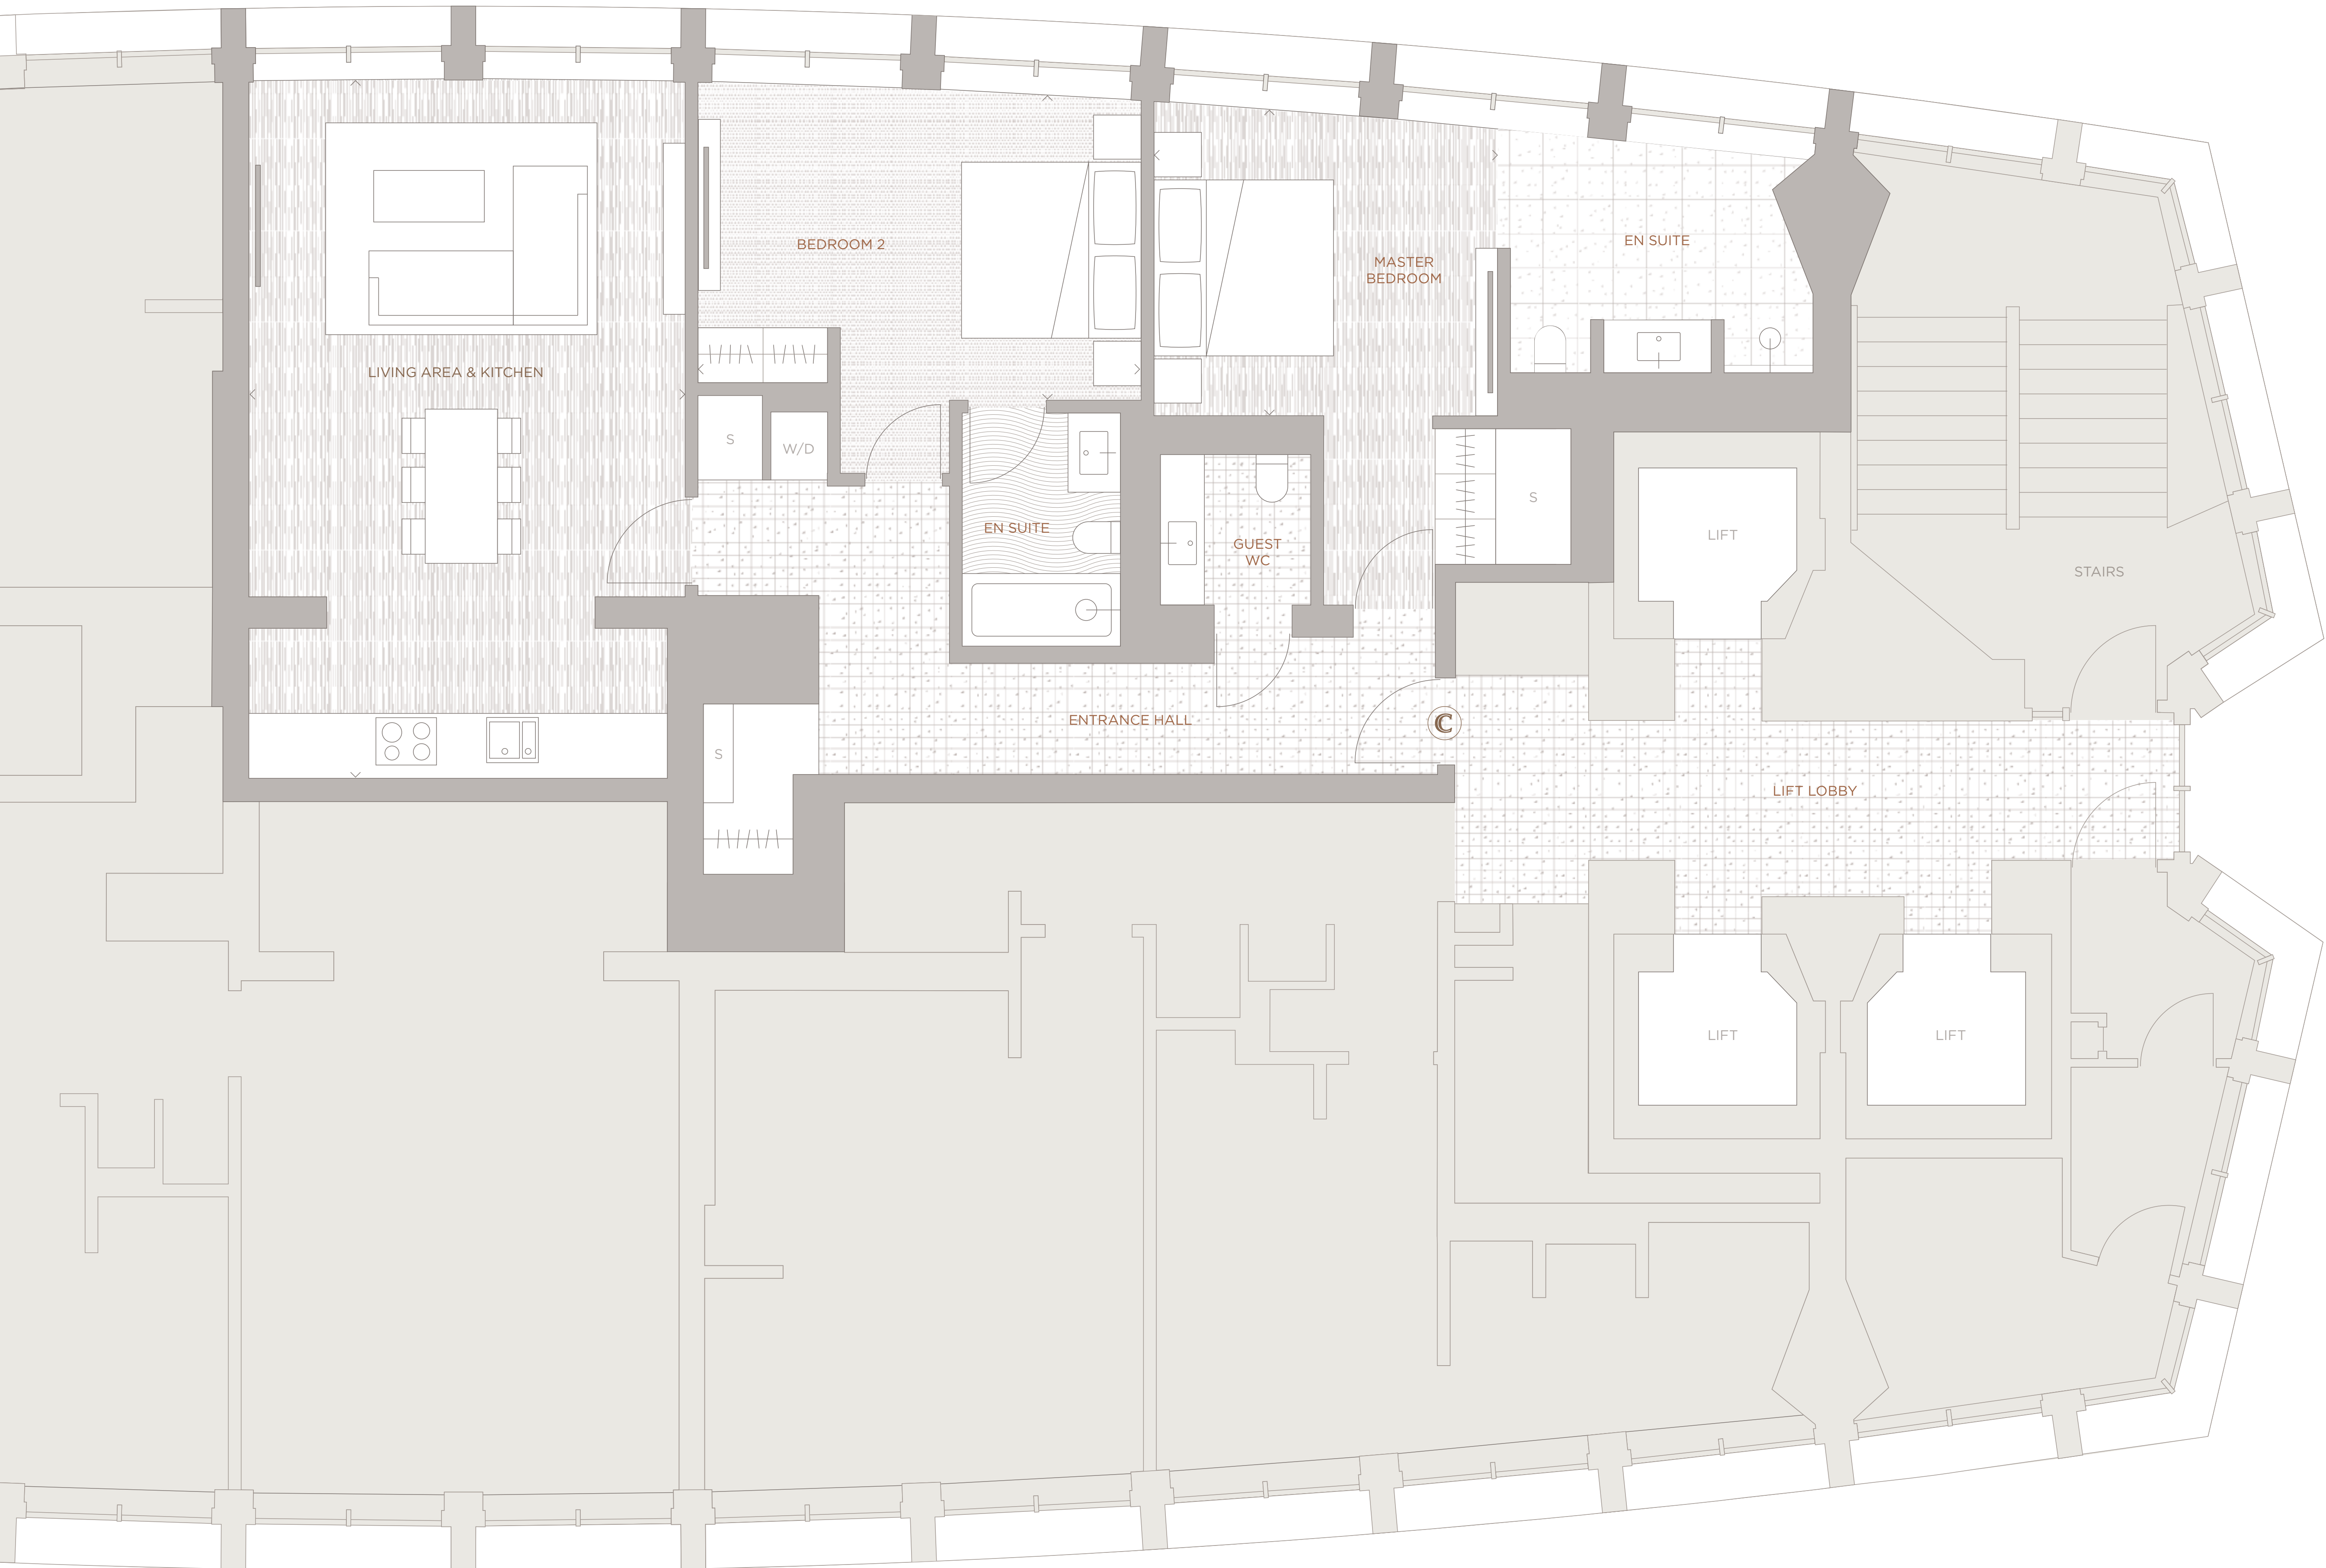 BEDROOM 2
EN SUITE
MASTER
BEDROOM
LIVING AREA & KITCHEN
S
W/D
S
EN SUITE
GUEST
WC
LIFT
STAIRS
ENTRANCE HALL
C
S
LIFT LOBBY
LIFT
LIFT